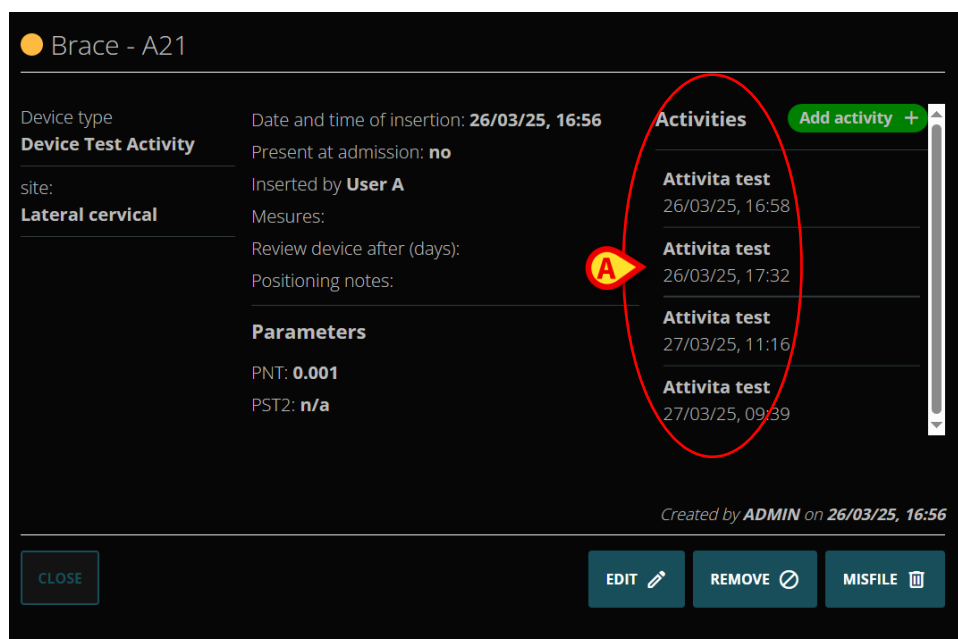 Brace - A21
Device type
Device Test Activity
site:
Lateral cervical
Date and time of insertion: 26/03/25, 16:56
Present at admission: no
Inserted by User A
Mesures:
Review device after (days):
Positioning notes:
Parameters
PNT: 0.001
PST2: n/a
Activities
Add activity +
Attivita test
26/03/25, 16:58
Attivita test
26/03/25, 17:32
Attivita test
27/03/25, 11:16
Attivita test
27/03/25, 09:39
A
Created by ADMIN on 26/03/25, 16:56
CLOSE
EDIT
REMOVE
MISFILE